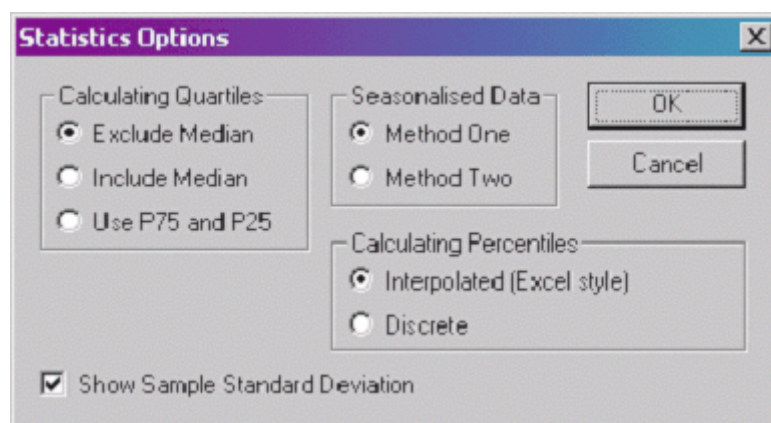 Statistics Options
Calculating Quartiles
Exclude Median
Include Median
Use P75 and P25
Seasonalised Data
Method One
Method Two
OK
Cancel
Calculating Percentiles
Interpolated (Excel style)
Discrete
Show Sample Standard Deviation